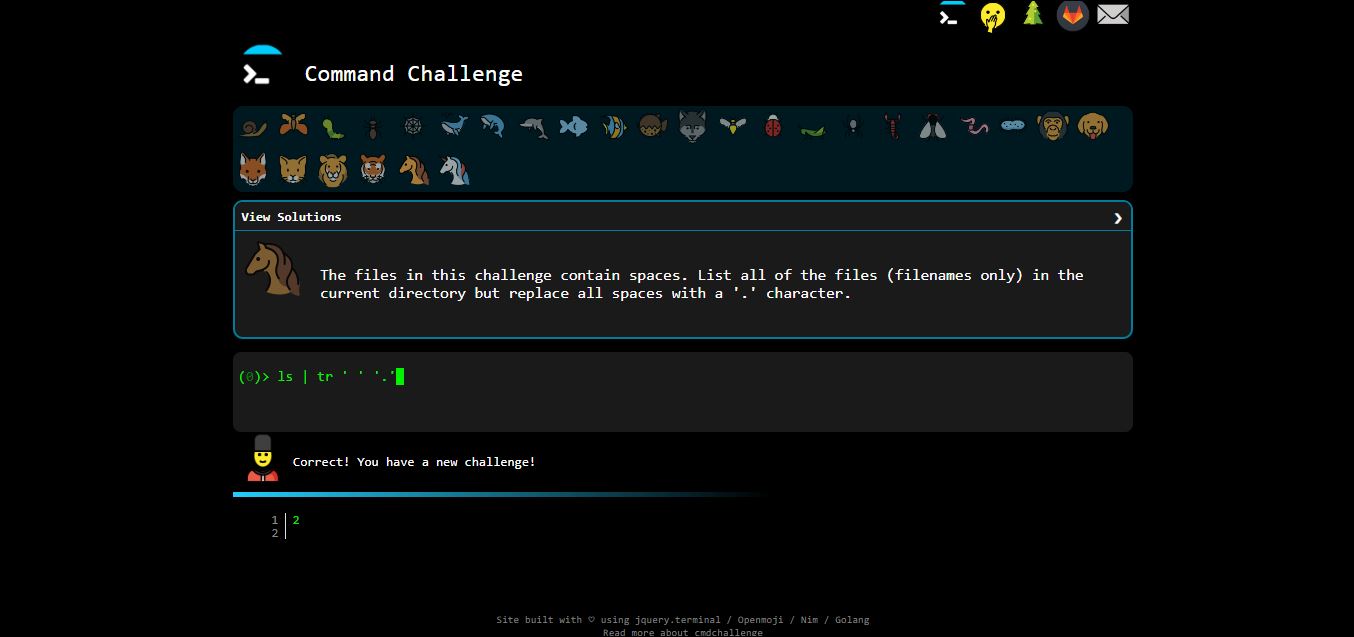 Command Challenge
View Solutions
The files in this challenge contain spaces. List all of the files (filenames only) in the
current directory but replace all spaces with a '.' character.
(0)> ls | tr ' ' '.'
Correct! You have a new challenge!
1 2
2
Site built with ♡ using jquery.terminal / Openmoji / Nim / Golang
Read more about cmdchallenge